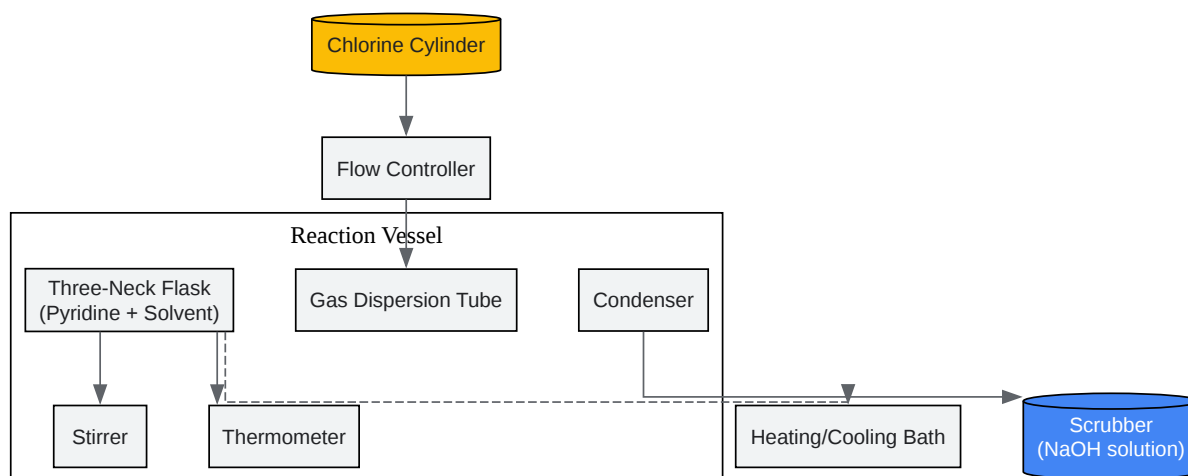 Chlorine Cylinder
Flow Controller
Reaction Vessel
Three-Neck Flask
(Pyridine + Solvent)
Gas Dispersion Tube
Condenser
Stirrer
Thermometer
Heating/Cooling Bath
Scrubber
(NaOH solution)